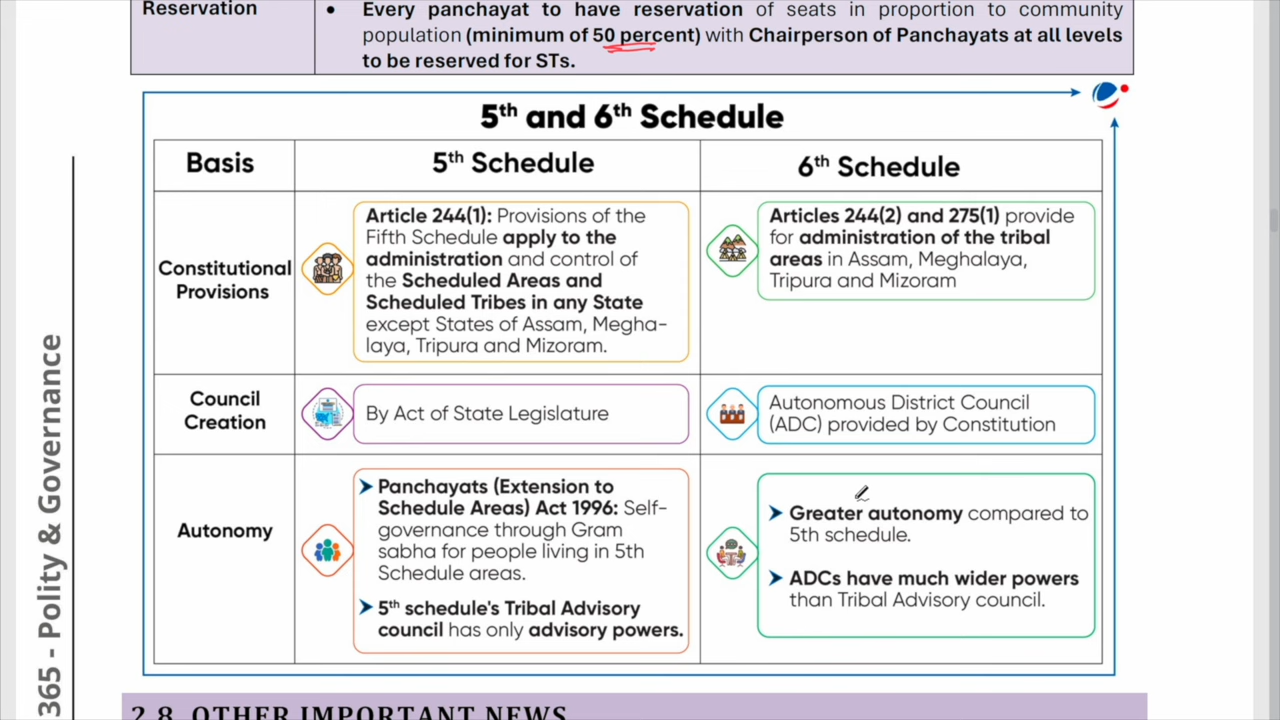 Reservation
• Every panchayat to have reservation of seats in proportion to community
population (minimum of 50 percent) with Chairperson of Panchayats at all levels
to be reserved for STs.
5th and 6th Schedule
Basis
5th Schedule
6th Schedule
Constitutional
Provisions
Article 244(1): Provisions of the
Fifth Schedule apply to the
administration and control of
the Scheduled Areas and
Scheduled Tribes in any State
except States of Assam, Megha-
laya, Tripura and Mizoram.
Articles 244(2) and 275(1) provide
for administration of the tribal
areas in Assam, Meghalaya,
Tripura and Mizoram
Council
Creation
By Act of State Legislature
Autonomous District Council
(ADC) provided by Constitution
Autonomy
➤ Panchayats (Extension to
Schedule Areas) Act 1996: Self-
governance through Gram
sabha for people living in 5th
Schedule areas.
➤ 5th schedule's Tribal Advisory
council has only advisory powers.
➤ Greater autonomy compared to
5th schedule.
➤ ADCs have much wider powers
than Tribal Advisory council.
365 - Polity & Governance
2.8. OTHER IMPORTANT NEWS